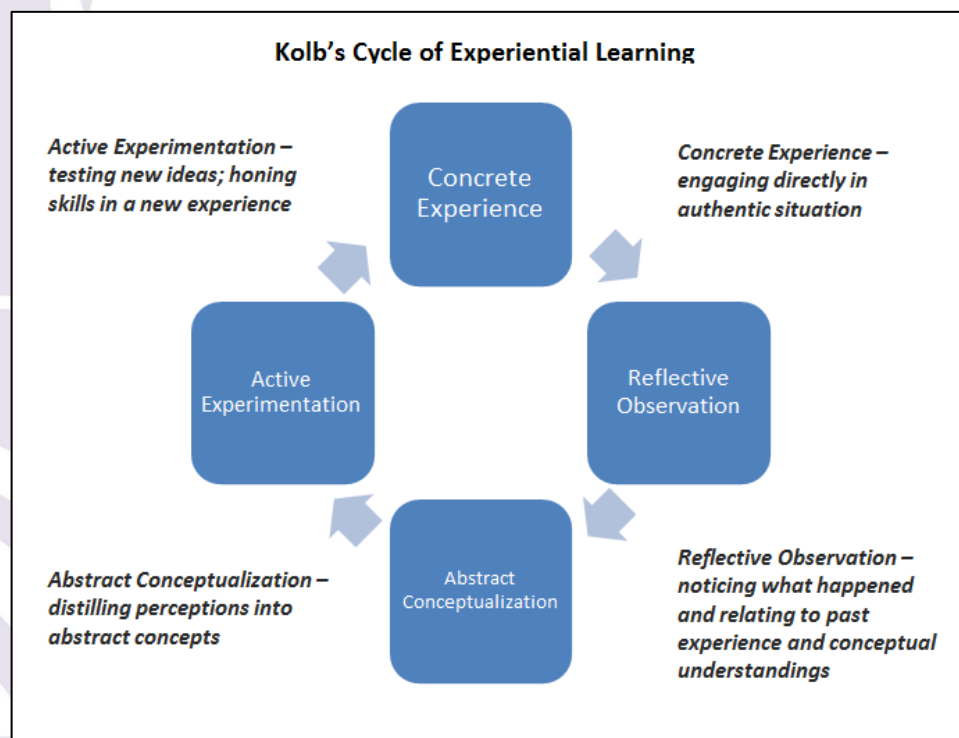 Kolb's Cycle of Experiential Learning
Active Experimentation –
testing new ideas; honing
skills in a new experience
Concrete
Experience
Concrete Experience –
engaging directly in
authentic situation
Active
Experimentation
Reflective
Observation
Abstract Conceptualization –
distilling perceptions into
abstract concepts
Abstract
Conceptualization
Reflective Observation –
noticing what happened
and relating to past
experience and conceptual
understandings